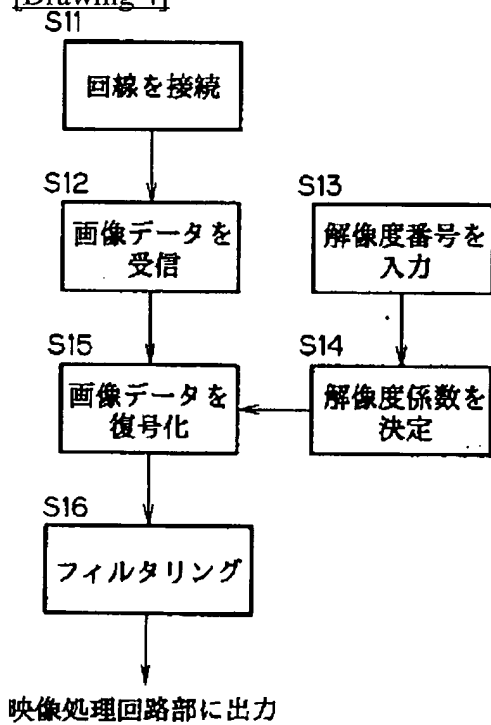 [Drawing 4]
S11
回線を接続
S12
画像データを
受信
S13
解像度番号を
入力
S14
解像度係数を
決定
S15
画像データを
復号化
S16
フィルタリング
映像処理回路部に出力